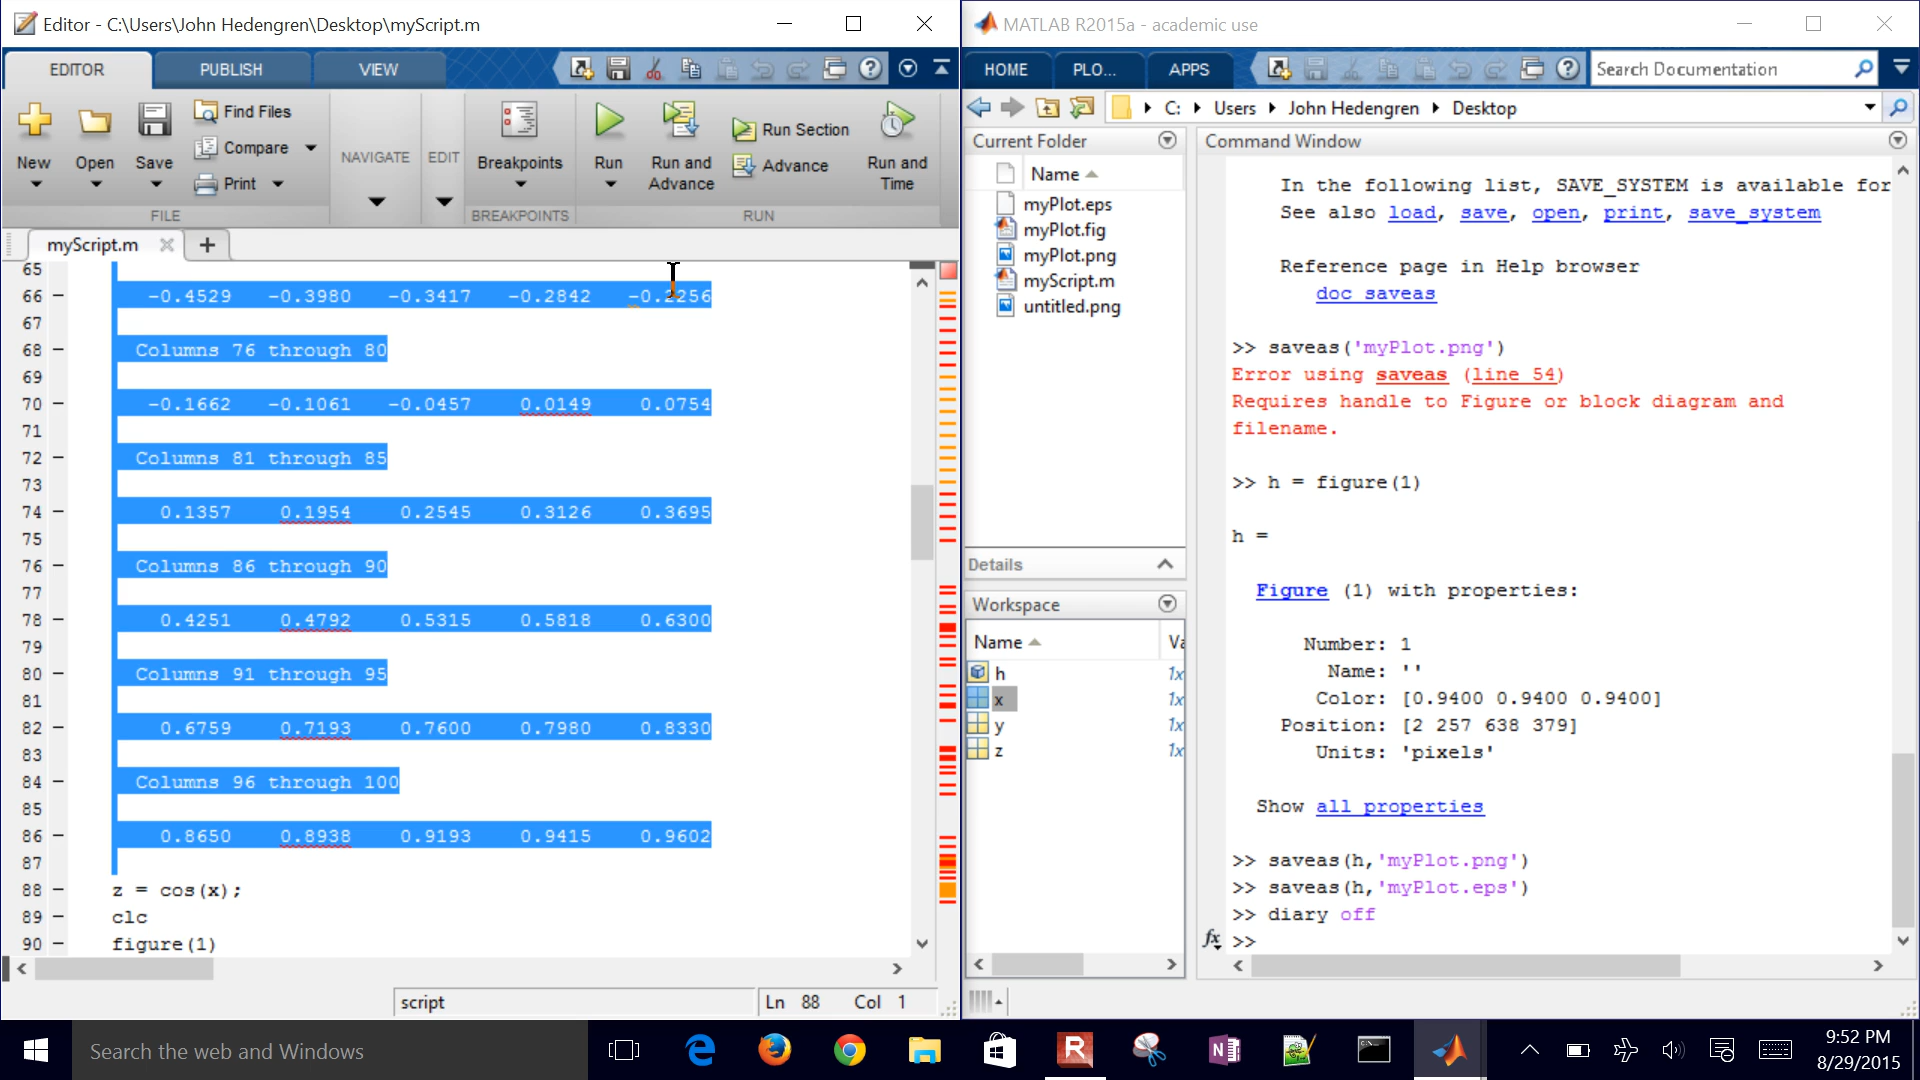 Editor - C:\Users\John Hedengren\Desktop\myScript.m
EDITOR PUBLISH VIEW
New Open Save
Find Files
Compare
Print
FILE
NAVIGATE
EDIT
Breakpoints
BREAKPOINTS
Run
Run and Advance
Run Section
Advance
Run and Time
RUN
myScript.m
65
66 – -0.4529 -0.3980 -0.3417 -0.2842 -0.2256
67
68 – Columns 76 through 80
69
70 – -0.1662 -0.1061 -0.0457 0.0149 0.0754
71
72 – Columns 81 through 85
73
74 – 0.1357 0.1954 0.2545 0.3126 0.3695
75
76 – Columns 86 through 90
77
78 – 0.4251 0.4792 0.5315 0.5818 0.6300
79
80 – Columns 91 through 95
81
82 – 0.6759 0.7193 0.7600 0.7980 0.8330
83
84 – Columns 96 through 100
85
86 – 0.8650 0.8938 0.9193 0.9415 0.9602
87
88 – z = cos(x);
89 – clc
90 – figure(1)
script
Ln 88 Col 1
MATLAB R2015a - academic use
HOME PLO... APPS
Search Documentation
C: Users John Hedengren Desktop
Current Folder
Name
myPlot.eps
myPlot.fig
myPlot.png
myScript.m
untitled.png
Details
Workspace
Name Va
h 1x
x 1x
y 1x
z 1x
Command Window
In the following list, SAVE_SYSTEM is available for
See also load, save, open, print, save_system
Reference page in Help browser
doc saveas
>> saveas('myPlot.png')
Error using saveas (line 54)
Requires handle to Figure or block diagram and
filename.
>> h = figure(1)
h =
Figure (1) with properties:
Number: 1
Name: ''
Color: [0.9400 0.9400 0.9400]
Position: [2 257 638 379]
Units: 'pixels'
Show all properties
>> saveas(h,'myPlot.png')
>> saveas(h,'myPlot.eps')
>> diary off
fx >>
Search the web and Windows
9:52 PM
8/29/2015